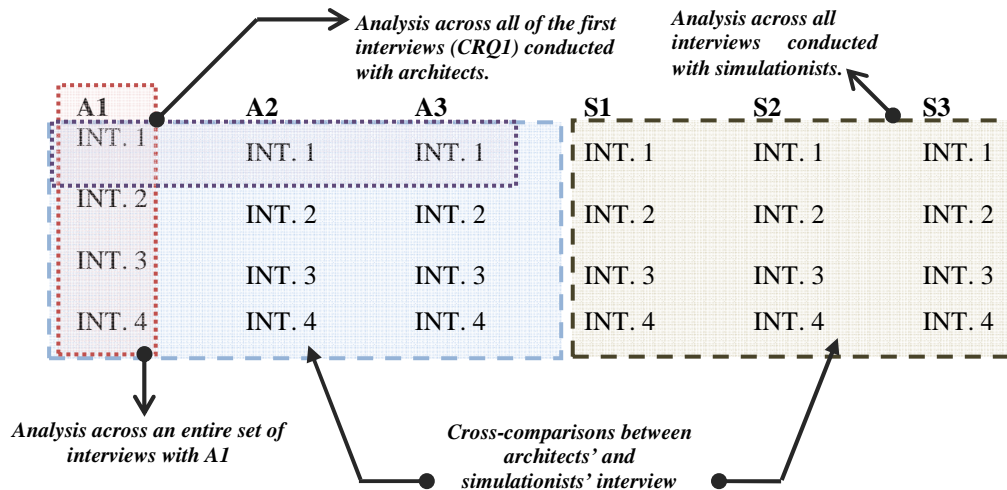 Analysis across all of the first
interviews (CRQ1) conducted
with architects.
Analysis across all
interviews conducted
with simulationists.
A1 A2 A3 S1 S2 S3
INT. 1 INT. 1 INT. 1 INT. 1 INT. 1 INT. 1
INT. 2 INT. 2 INT. 2 INT. 2 INT. 2 INT. 2
INT. 3 INT. 3 INT. 3 INT. 3 INT. 3 INT. 3
INT. 4 INT. 4 INT. 4 INT. 4 INT. 4 INT. 4
Analysis across an entire set of
interviews with A1
Cross-comparisons between
architects’ and
simulationists’ interview